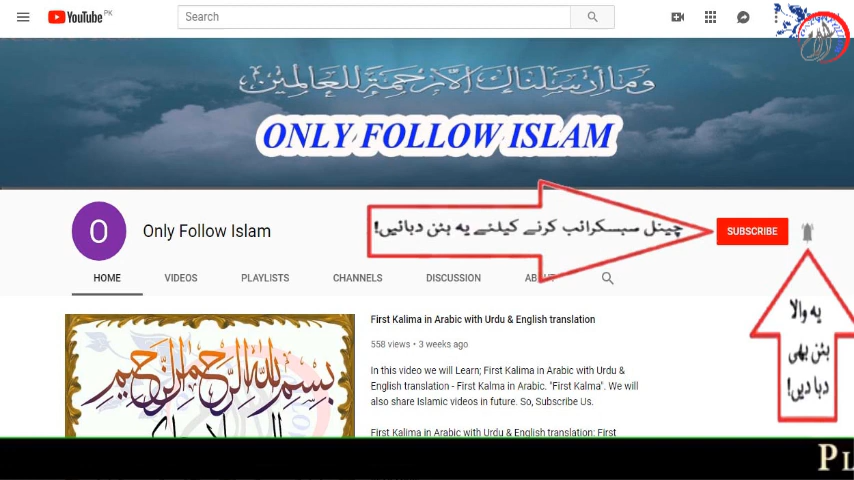 YouTube PK
Search
وما أرسلناك إلا رحمة للعالمين
ONLY FOLLOW ISLAM
O
Only Follow Islam
چینل سبسکرائب کرنے کیلئے یہ بٹن دبائیں!
SUBSCRIBE
HOME VIDEOS PLAYLISTS CHANNELS DISCUSSION ABOUT
یہ والا
بٹن بھی
دبا دیں!
First Kalima in Arabic with Urdu & English translation
558 views • 3 weeks ago
In this video we will Learn; First Kalima in Arabic with Urdu &
English translation - First Kalma in Arabic. "First Kalma". We will
also share Islamic videos in future. So, Subscribe Us.
First Kalima in Arabic with Urdu & English translation: First
بسم الله الرحمن الرحيم
PL